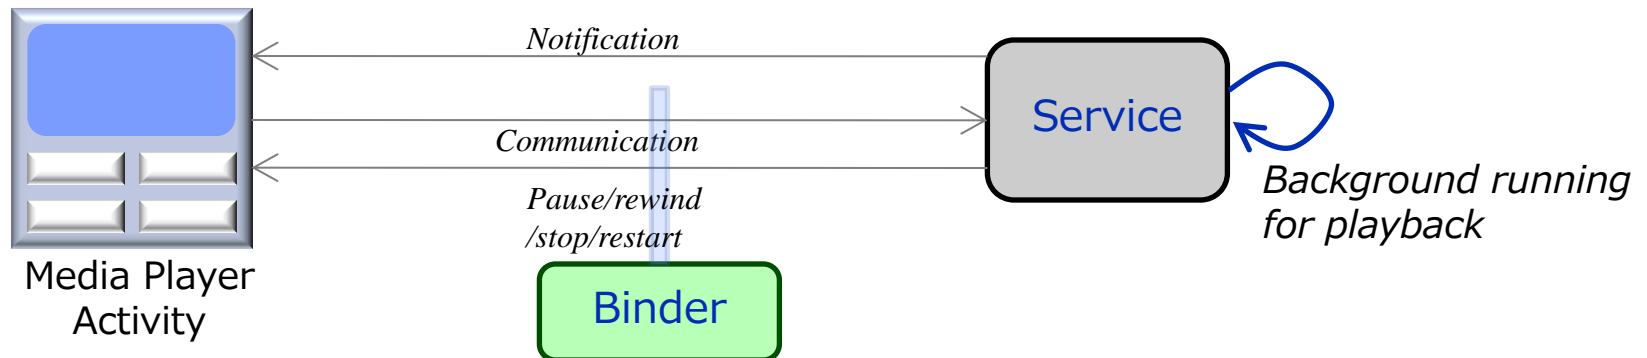 Notification
Service
Communication
Pause/rewind
/stop/restart
Background running
for playback
Media Player
Activity
Binder